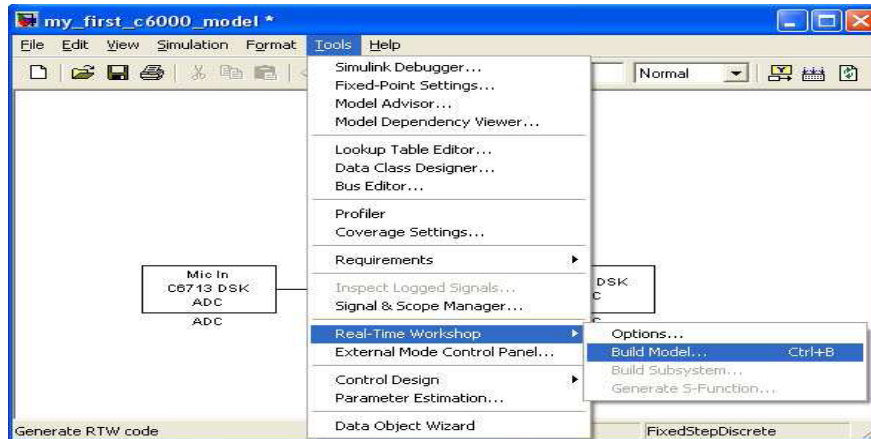 my_first_c6000_model *
File Edit View Simulation Format Tools Help
Normal
Simulink Debugger...
Fixed-Point Settings...
Model Advisor...
Model Dependency Viewer...
Lookup Table Editor...
Data Class Designer...
Bus Editor...
Profiler
Coverage Settings...
Requirements
Inspect Logged Signals...
Signal & Scope Manager...
Real-Time Workshop
External Mode Control Panel...
Control Design
Parameter Estimation...
Data Object Wizard
Options...
Build Model... Ctrl+B
Build Subsystem...
Generate S-Function...
Mic In
C6713 DSK
ADC
ADC
DSK
C
Generate RTW code
FixedStepDiscrete